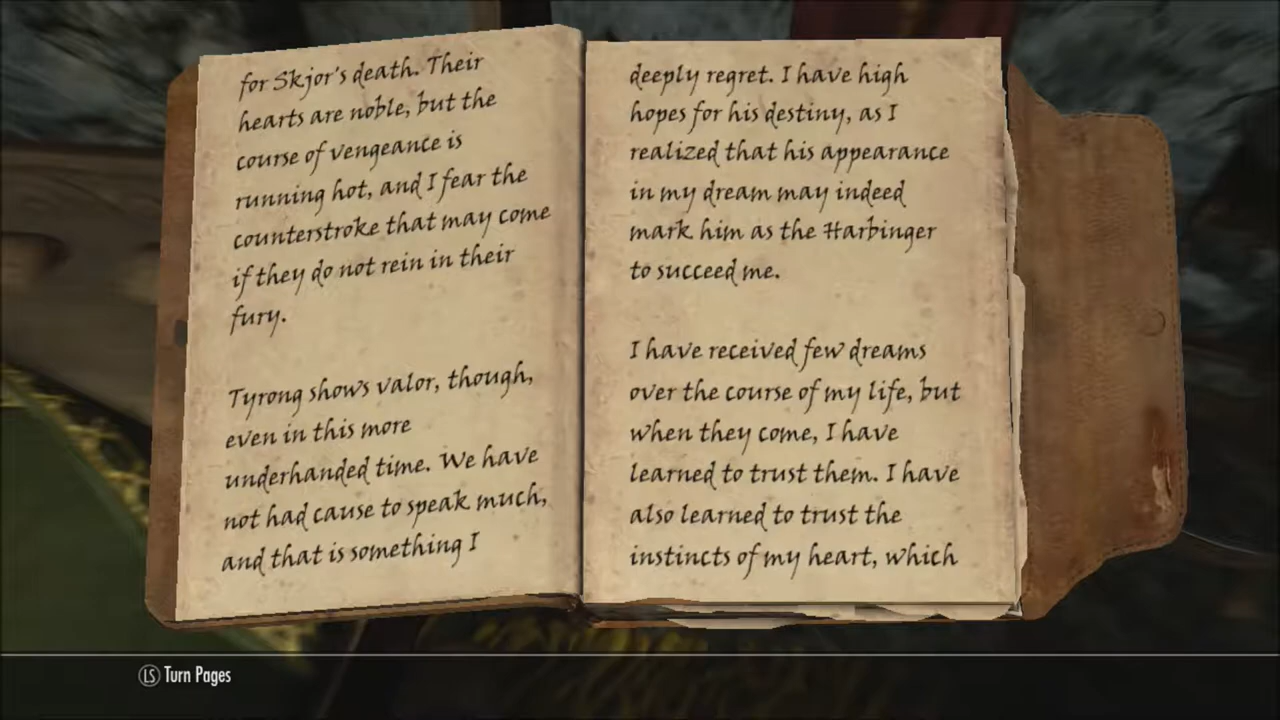 for Skjor's death. Their
hearts are noble, but the
course of vengeance is
running hot, and I fear the
counterstroke that may come
if they do not rein in their
fury.
Tyrong shows valor, though,
even in this more
underhanded time. We have
not had cause to speak much,
and that is something I
deeply regret. I have high
hopes for his destiny, as I
realized that his appearance
in my dream may indeed
mark him as the Harbinger
to succeed me.
I have received few dreams
over the course of my life, but
when they come, I have
learned to trust them. I have
also learned to trust the
instincts of my heart, which
LS Turn Pages